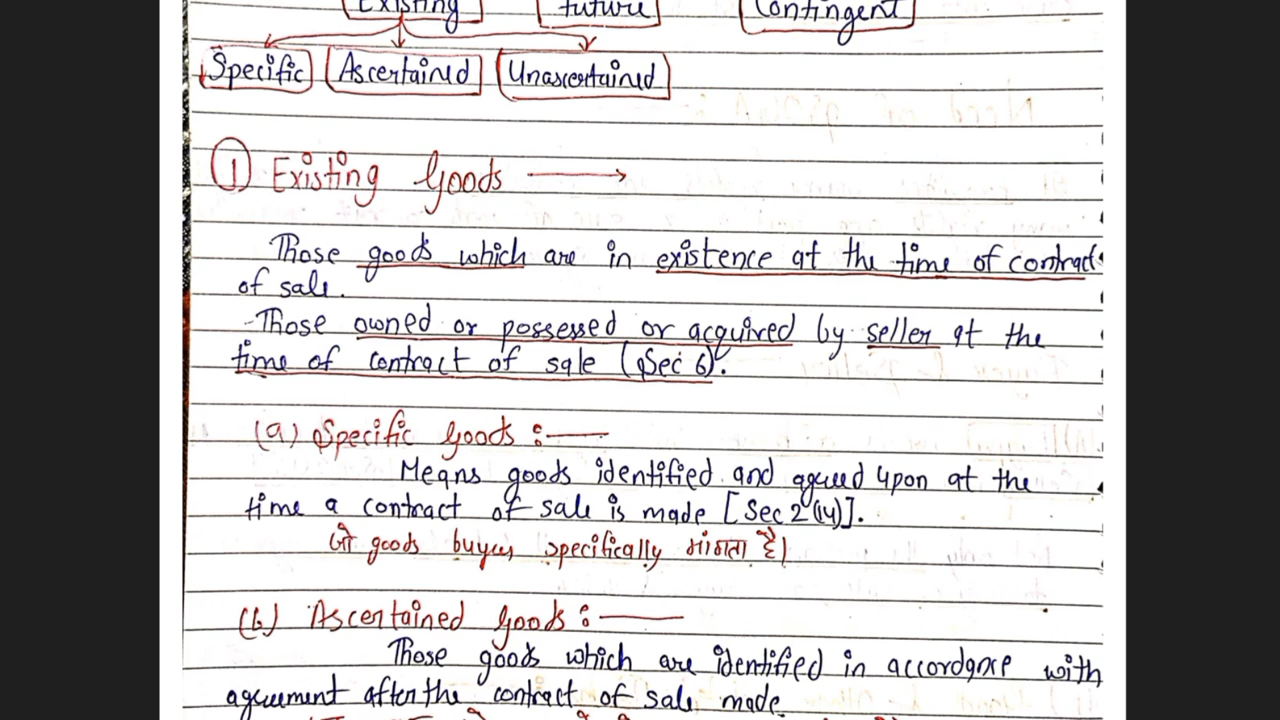 Existing Future Contingent
Specific Ascertained Unascertained
① Existing Goods →
Those goods which are in existence at the time of contract
of sale.
-Those owned or possessed or acquired by seller at the
time of contract of sale (Sec 6).
(a) Specific Goods :—
Means goods identified and agreed upon at the
time a contract of sale is made [Sec 2(14)].
जो goods buyer specifically मांगता है।
(b) Ascertained Goods :—
Those goods which are identified in accordance with
agreement after the contract of sale made.